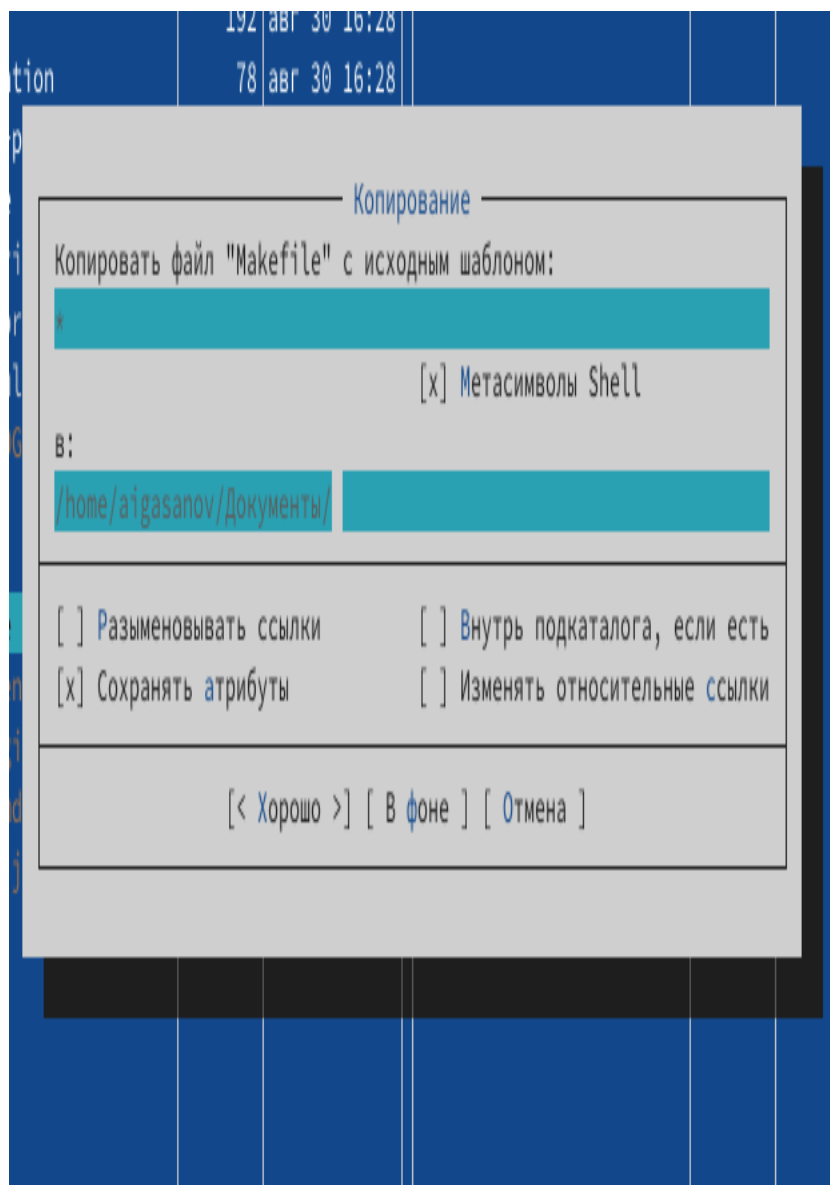 192 авг 30 16:28
ation 78 авг 30 16:28
Копирование
Копировать файл "Makefile" с исходным шаблоном:
*
[x] Метасимволы Shell
в:
/home/aigasanov/Документы/
[ ] Разыменовывать ссылки [ ] Внутрь подкаталога, если есть
[x] Сохранять атрибуты [ ] Изменять относительные ссылки
[< Хорошо >] [ В фоне ] [ Отмена ]